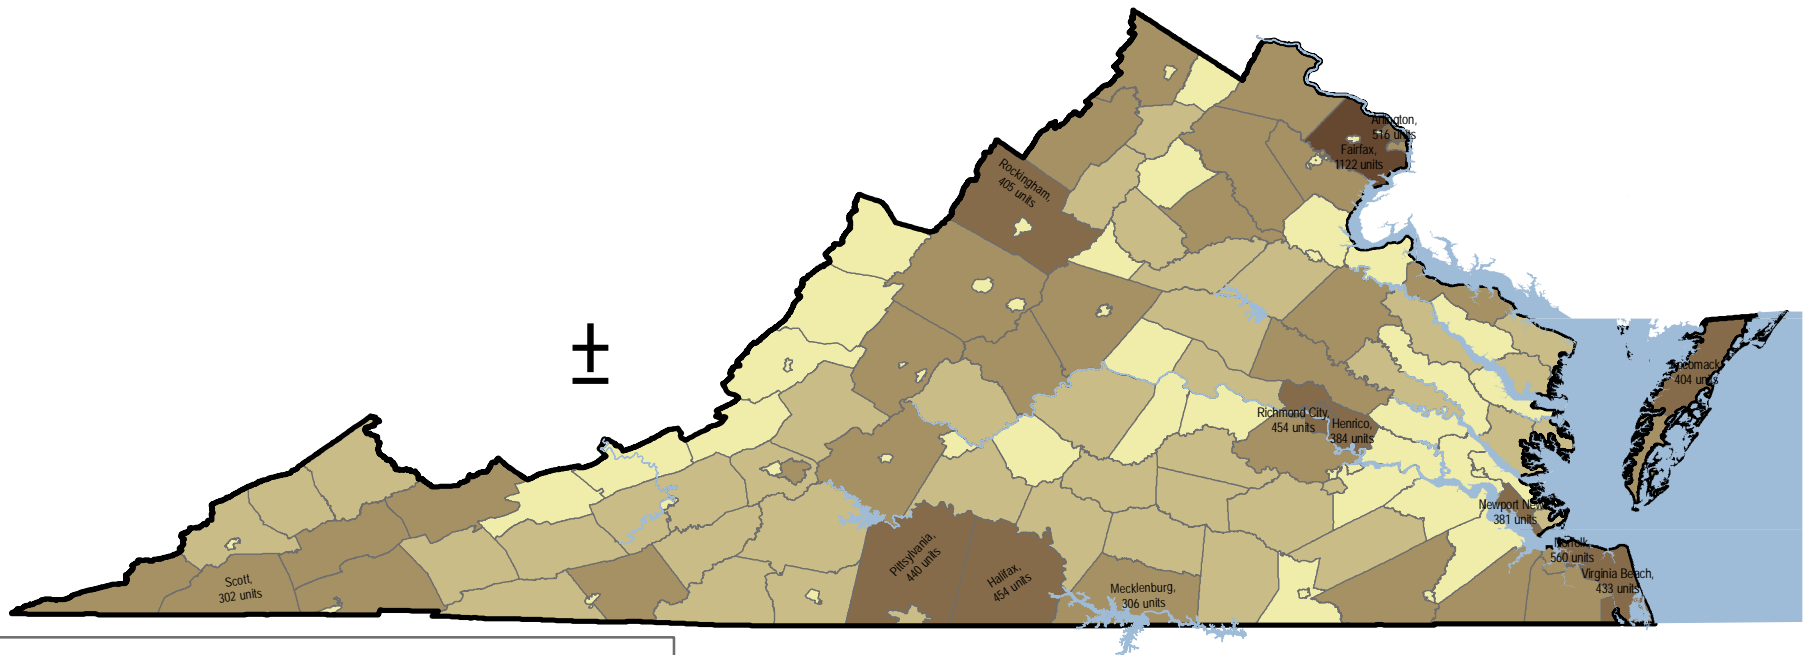 Arlington,
516 units
Fairfax,
1122 units
Rockingham,
405 units
404 units
Richmond City,
454 units
Henrico,
384 units
Newport News,
381 units
Norfolk,
560 units
Virginia Beach,
433 units
Pittsylvania,
440 units
Halifax,
454 units
Mecklenburg,
306 units
Scott,
302 units
±